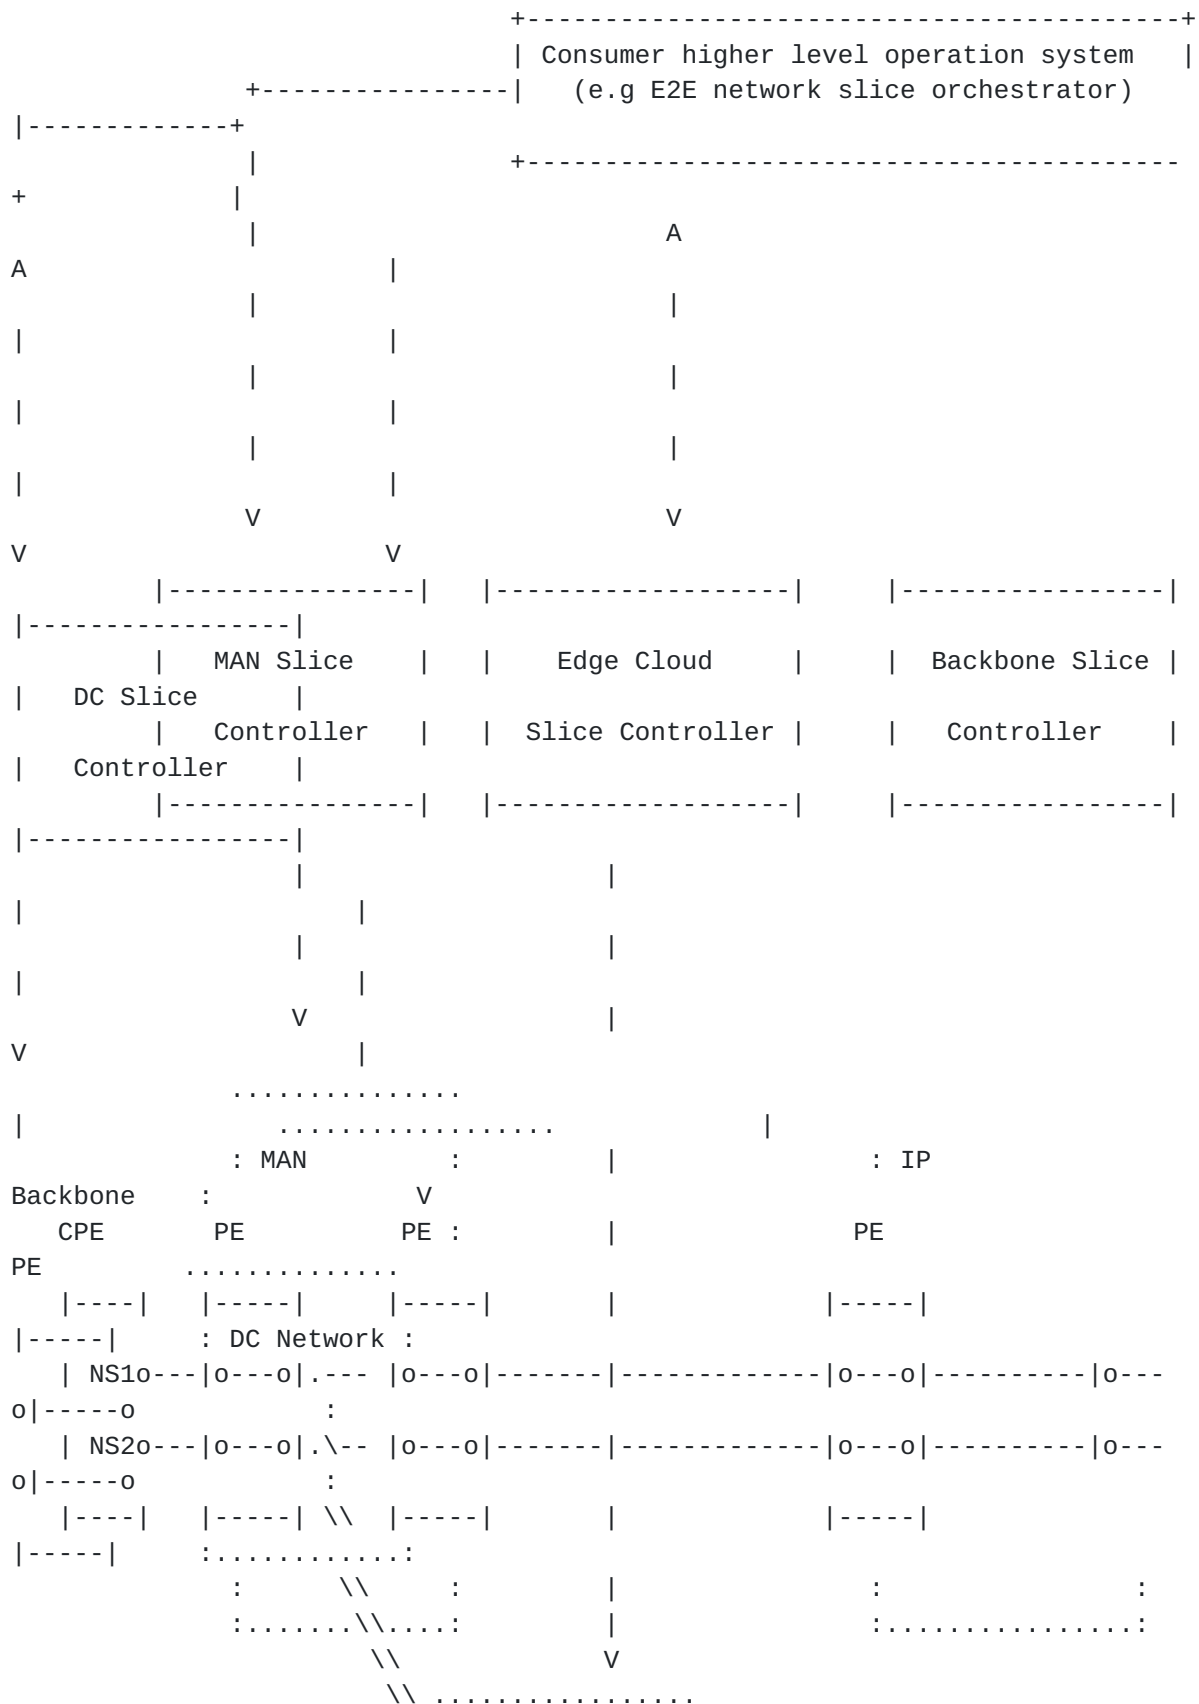 +------------------------------------------+
                                | Consumer higher level operation system   |
               +----------------|   (e.g E2E network slice orchestrator)
|-------------+
               |                +------------------------------------------
+             |
               |                          A
A                       |
               |                          |
|                       |
               |                          |
|                       |
               |                          |
|                       |
               V                          V
V                       V
         |----------------|   |-------------------|     |-----------------|
|-----------------|
         |   MAN Slice    |   |    Edge Cloud     |     |  Backbone Slice |
|   DC Slice      |
         |   Controller   |   |  Slice Controller |     |   Controller    |
|   Controller    |
         |----------------|   |-------------------|     |-----------------|
|-----------------|
                  |                   |
|                     |
                  |                   |
|                     |
                  V                   |
V                     |
              ...............
|                ..................             |
              : MAN         :         |                : IP
Backbone    :             V
   CPE       PE          PE :         |               PE
PE         ..............
   |----|   |-----|     |-----|       |             |-----|
|-----|     : DC Network :
   | NS1o---|o---o|.--- |o---o|-------|-------------|o---o|----------|o---
o|-----o            :
   | NS2o---|o---o|.\-- |o---o|-------|-------------|o---o|----------|o---
o|-----o            :
   |----|   |-----| \\  |-----|       |             |-----|
|-----|     :............:
              :      \\     :         |                :                :
              :.......\\....:         |                :................:
                       \\             V
                        \\ .................